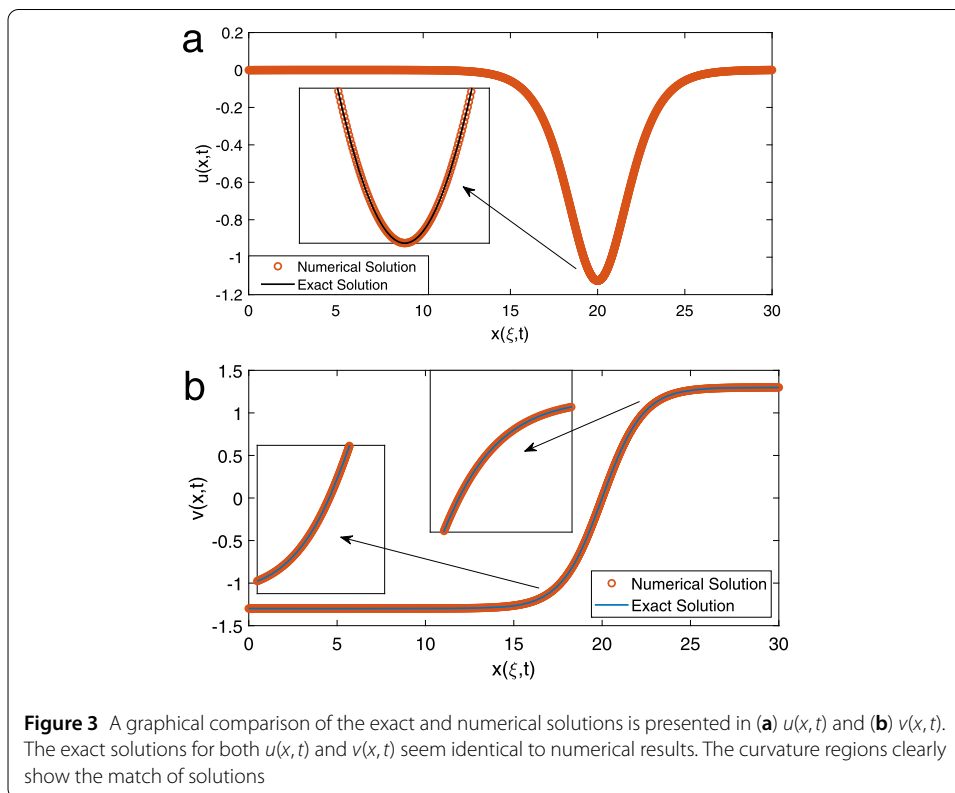 a
0.2
0
-0.2
-0.4
-0.6
-0.8
-1
-1.2
u(x,t)
Numerical Solution
Exact Solution
0 5 10 15 20 25 30
x(ξ,t)
b
1.5
1
0.5
0
-0.5
-1
-1.5
v(x,t)
Numerical Solution
Exact Solution
0 5 10 15 20 25 30
x(ξ,t)
Figure 3 A graphical comparison of the exact and numerical solutions is presented in (a) u(x, t) and (b) v(x, t).
The exact solutions for both u(x, t) and v(x, t) seem identical to numerical results. The curvature regions clearly
show the match of solutions